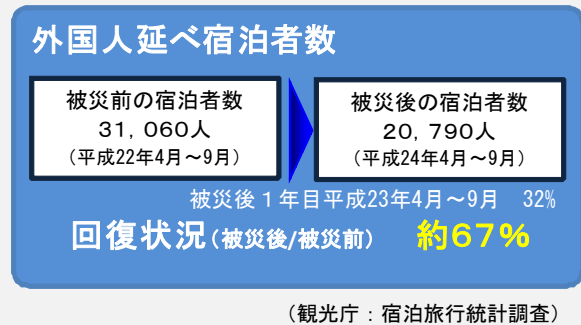 外国人延べ宿泊者数
被災前の宿泊者数
31，060人
（平成22年4月～9月）
被災後の宿泊者数
20，790人
（平成24年4月～9月）
被災後１年目平成23年4月～9月　32%
回復状況（被災後/被災前）　約67%
（観光庁：宿泊旅行統計調査）